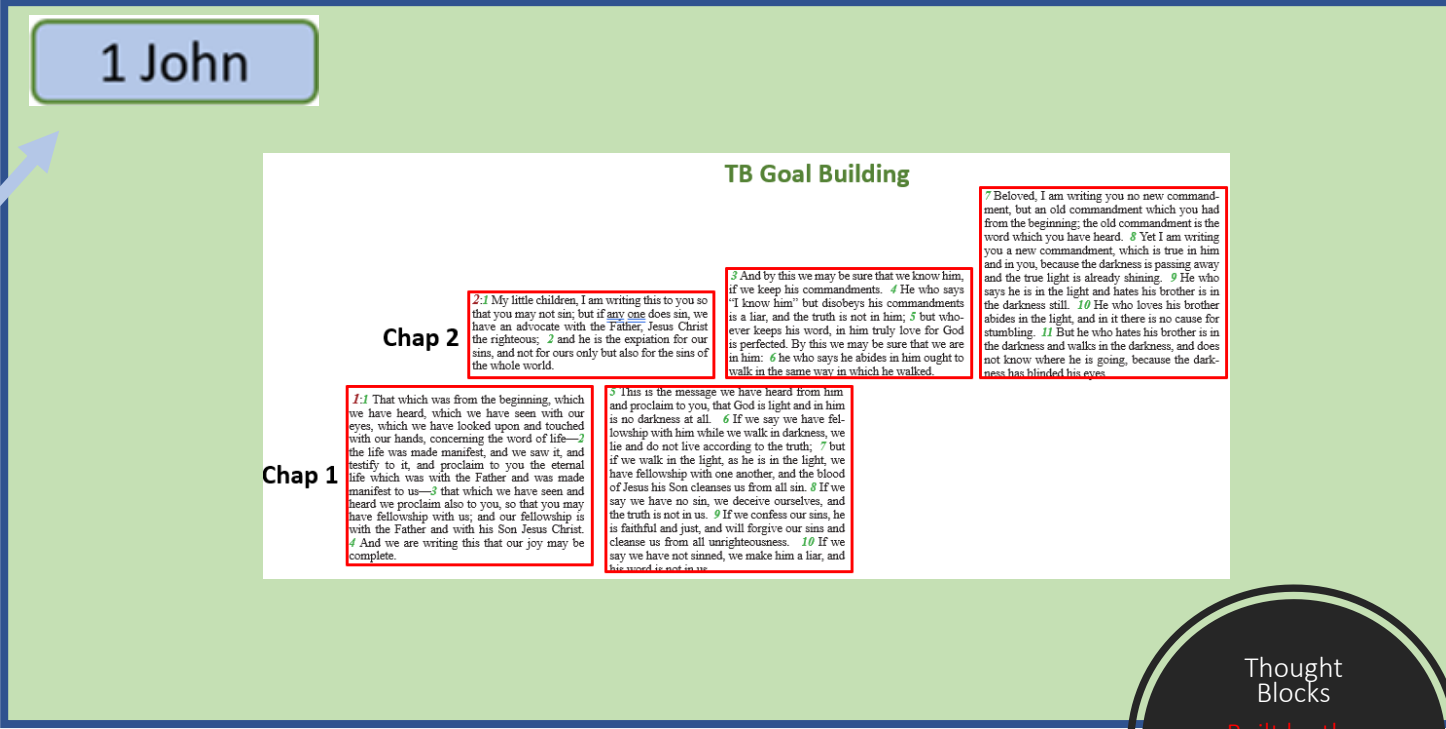 1 John
TB Goal Building
7 Beloved, I am writing you no new command-
ment, but an old commandment which you had
from the beginning; the old commandment is the
word which you have heard. 8 Yet I am writing
you a new commandment, which is true in him
and in you, because the darkness is passing away
and the true light is already shining. 9 He who
says he is in the light and hates his brother is in
the darkness still. 10 He who loves his brother
abides in the light, and in it there is no cause for
stumbling. 11 But he who hates his brother is in
the darkness and walks in the darkness, and does
not know where he is going, because the dark-
ness has blinded his eyes
3 And by this we may be sure that we know him,
if we keep his commandments. 4 He who says
“I know him” but disobeys his commandments
is a liar, and the truth is not in him; 5 but who-
ever keeps his word, in him truly love for God
is perfected. By this we may be sure that we are
in him: 6 he who says he abides in him ought to
walk in the same way in which he walked.
Chap 2
2:1 My little children, I am writing this to you so
that you may not sin; but if any one does sin, we
have an advocate with the Father, Jesus Christ
the righteous; 2 and he is the expiation for our
sins, and not for ours only but also for the sins of
the whole world.
Chap 1
1:1 That which was from the beginning, which
we have heard, which we have seen with our
eyes, which we have looked upon and touched
with our hands, concerning the word of life—2
the life was made manifest, and we saw it, and
testify to it, and proclaim to you the eternal
life which was with the Father and was made
manifest to us—3 that which we have seen and
heard we proclaim also to you, so that you may
have fellowship with us; and our fellowship is
with the Father and with his Son Jesus Christ.
4 And we are writing this that our joy may be
complete.
5 This is the message we have heard from him
and proclaim to you, that God is light and in him
is no darkness at all. 6 If we say we have fel-
lowship with him while we walk in darkness, we
lie and do not live according to the truth; 7 but
if we walk in the light, as he is in the light, we
have fellowship with one another, and the blood
of Jesus his Son cleanses us from all sin. 8 If we
say we have no sin, we deceive ourselves, and
the truth is not in us. 9 If we confess our sins, he
is faithful and just, and will forgive our sins and
cleanse us from all unrighteousness. 10 If we
say we have not sinned, we make him a liar, and
his word is not in us
Thought
Blocks